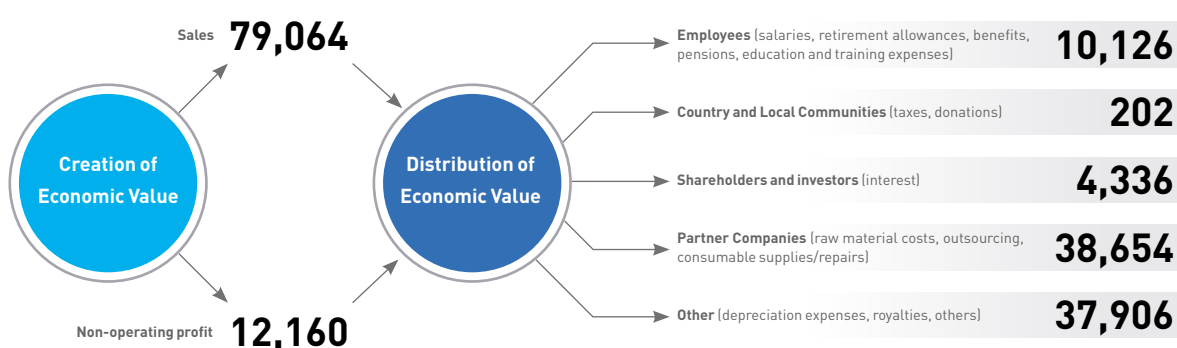 Sales 79,064
Creation of
Economic Value
Non-operating profit 12,160
Distribution of
Economic Value
Employees (salaries, retirement allowances, benefits,
pensions, education and training expenses)
10,126
Country and Local Communities (taxes, donations)
202
Shareholders and investors (interest)
4,336
Partner Companies (raw material costs, outsourcing,
consumable supplies/repairs)
38,654
Other (depreciation expenses, royalties, others)
37,906